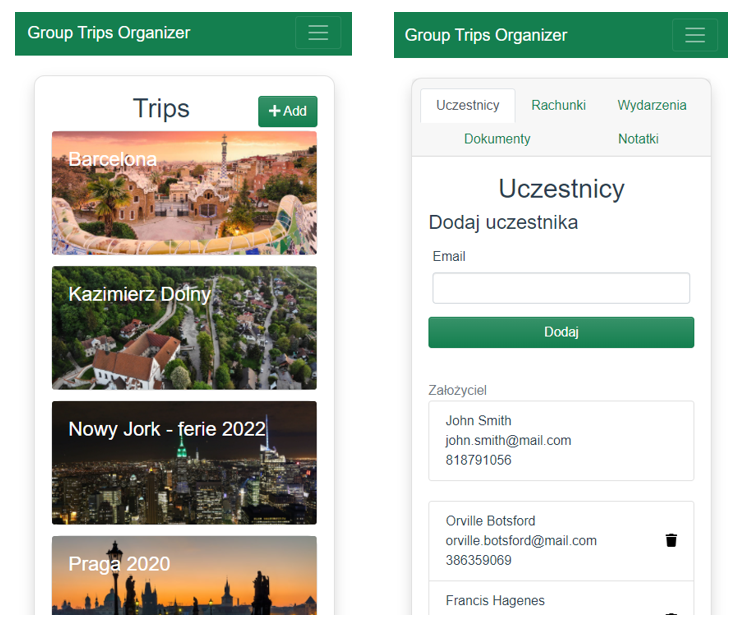 Group Trips Organizer
Trips
+ Add
Barcelona
Kazimierz Dolny
Nowy Jork - ferie 2022
Praga 2020
Group Trips Organizer
Uczestnicy Rachunki Wydarzenia
Dokumenty Notatki
Uczestnicy
Dodaj uczestnika
Email
Dodaj
Założyciel
John Smith
john.smith@mail.com
818791056
Orville Botsford
orville.botsford@mail.com
386359069
Francis Hagenes